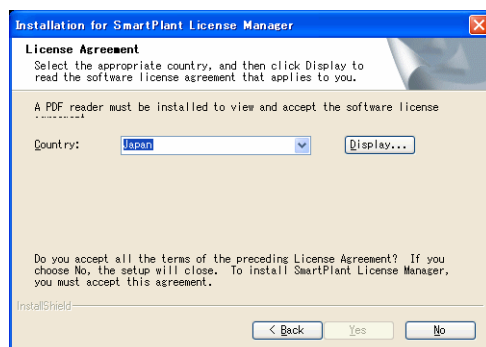 Installation for SmartPlant License Manager
License Agreement
Select the appropriate country, and then click Display to
read the software license agreement that applies to you.
A PDF reader must be installed to view and accept the software license
Country:
Japan
Display...
Do you accept all the terms of the preceding License Agreement? If you
choose No, the setup will close. To install SmartPlant License Manager,
you must accept this agreement.
InstallShield
< Back
Yes
No